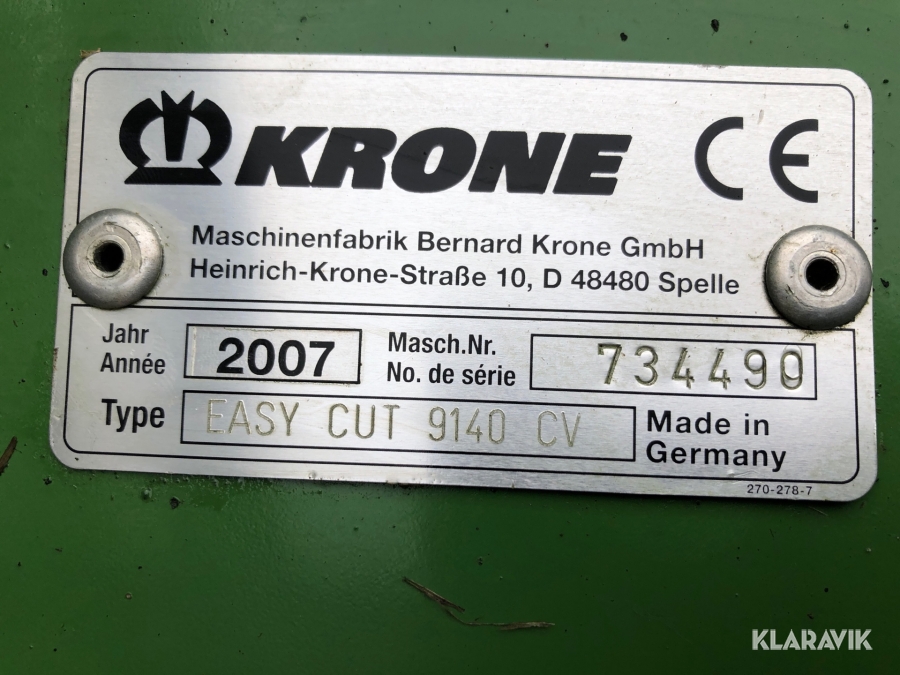 KRONE CE
Maschinenfabrik Bernard Krone GmbH
Heinrich-Krone-Straße 10, D 48480 Spelle
Jahr
Année
2007
Masch.Nr.
No. de série
734490
Type
EASY CUT 9140 CV
Made in
Germany
270-278-7
KLARAVIK